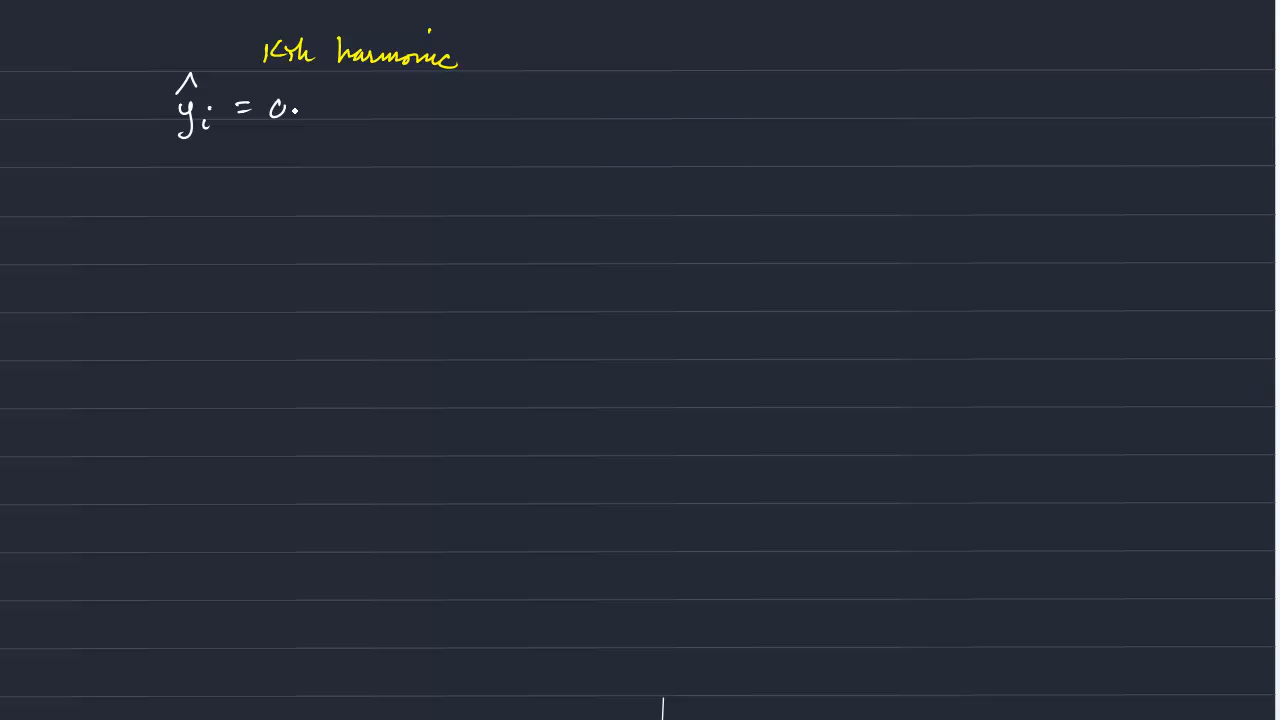 Kth harmonic
ŷᵢ = 0.